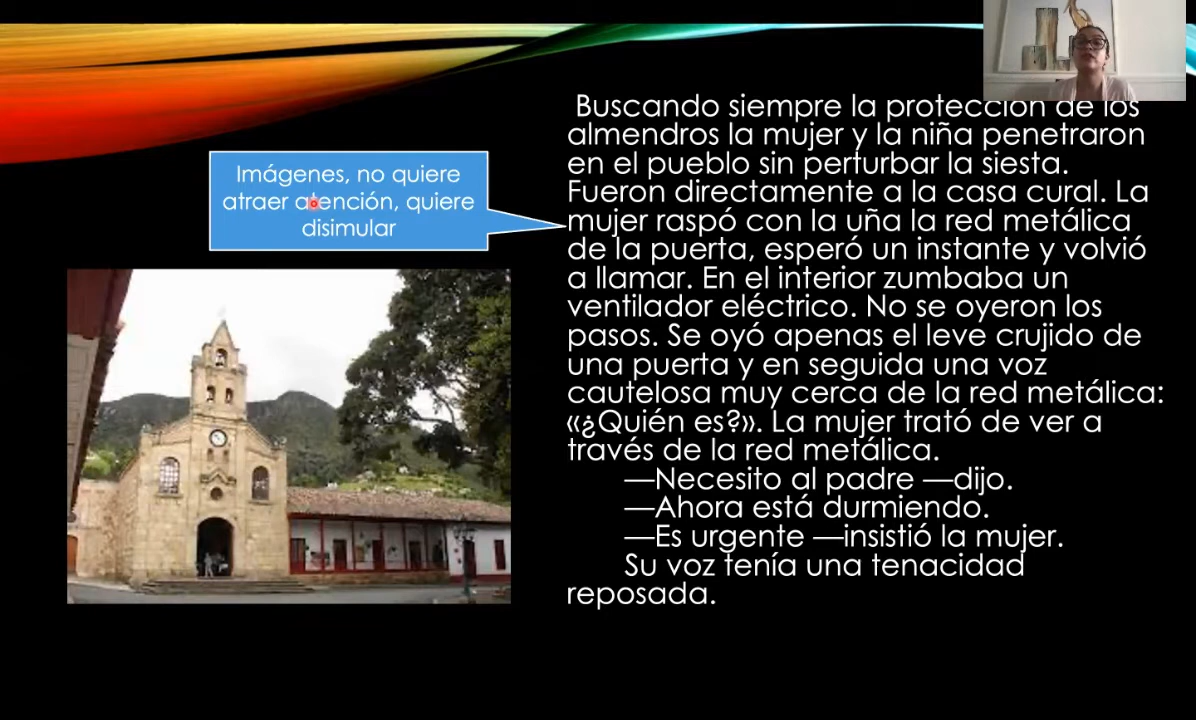 Imágenes, no quiere
atraer atención, quiere
disimular
Buscando siempre la protección de los
almendros la mujer y la niña penetraron
en el pueblo sin perturbar la siesta.
Fueron directamente a la casa cural. La
mujer raspó con la uña la red metálica
de la puerta, esperó un instante y volvió
a llamar. En el interior zumbaba un
ventilador eléctrico. No se oyeron los
pasos. Se oyó apenas el leve crujido de
una puerta y en seguida una voz
cautelosa muy cerca de la red metálica:
«¿Quién es?». La mujer trató de ver a
través de la red metálica.
—Necesito al padre —dijo.
—Ahora está durmiendo.
—Es urgente —insistió la mujer.
Su voz tenía una tenacidad
reposada.